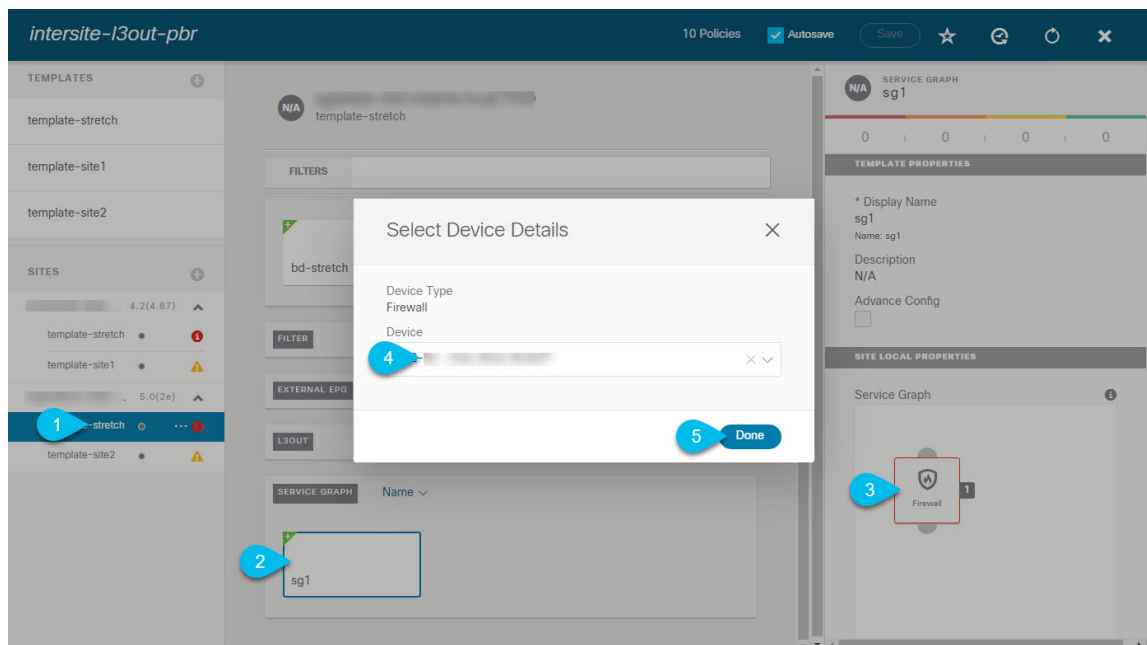 intersite-l3out-pbr
10 Policies
Autosave
Save
TEMPLATES
template-stretch
template-site1
template-site2
SITES
4.2(4.87)
template-stretch
template-site1
5.0(2e)
1
-stretch
template-site2
N/A
template-stretch
FILTERS
bd-stretch
FILTER
EXTERNAL EPG
L3OUT
SERVICE GRAPH
Name
2
sg1
Select Device Details
Device Type
Firewall
Device
4
5
Done
N/A
SERVICE GRAPH
sg1
0
0
0
0
TEMPLATE PROPERTIES
* Display Name
sg1
Name: sg1
Description
N/A
Advance Config
SITE LOCAL PROPERTIES
Service Graph
3
Firewall
1